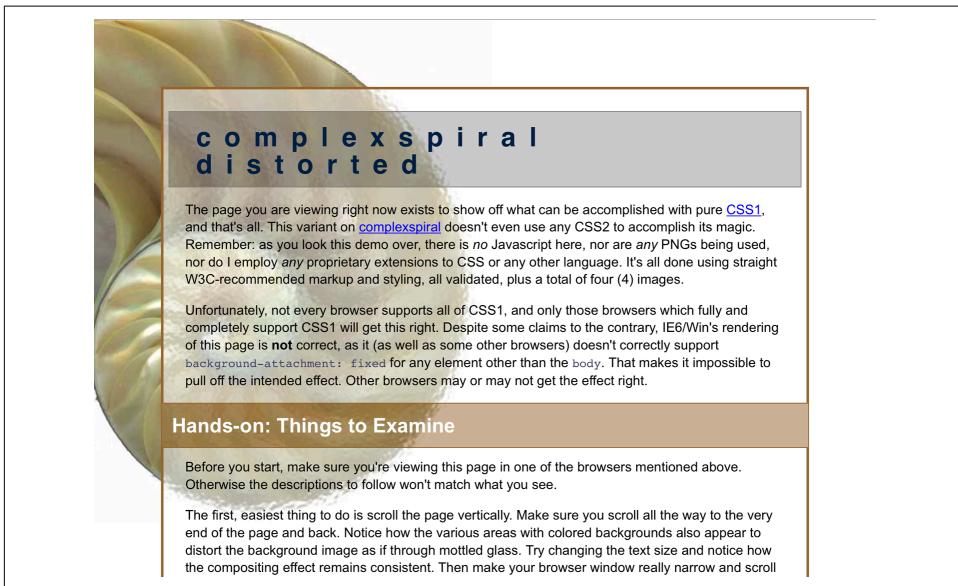 complexspiral
distorted
The page you are viewing right now exists to show off what can be accomplished with pure CSS1,
and that's all. This variant on complexspiral doesn't even use any CSS2 to accomplish its magic.
Remember: as you look this demo over, there is no Javascript here, nor are any PNGs being used,
nor do I employ any proprietary extensions to CSS or any other language. It's all done using straight
W3C-recommended markup and styling, all validated, plus a total of four (4) images.
Unfortunately, not every browser supports all of CSS1, and only those browsers which fully and
completely support CSS1 will get this right. Despite some claims to the contrary, IE6/Win's rendering
of this page is not correct, as it (as well as some other browsers) doesn't correctly support
background-attachment: fixed for any element other than the body. That makes it impossible to
pull off the intended effect. Other browsers may or may not get the effect right.
Hands-on: Things to Examine
Before you start, make sure you're viewing this page in one of the browsers mentioned above.
Otherwise the descriptions to follow won't match what you see.
The first, easiest thing to do is scroll the page vertically. Make sure you scroll all the way to the very
end of the page and back. Notice how the various areas with colored backgrounds also appear to
distort the background image as if through mottled glass. Try changing the text size and notice how
the compositing effect remains consistent. Then make your browser window really narrow and scroll